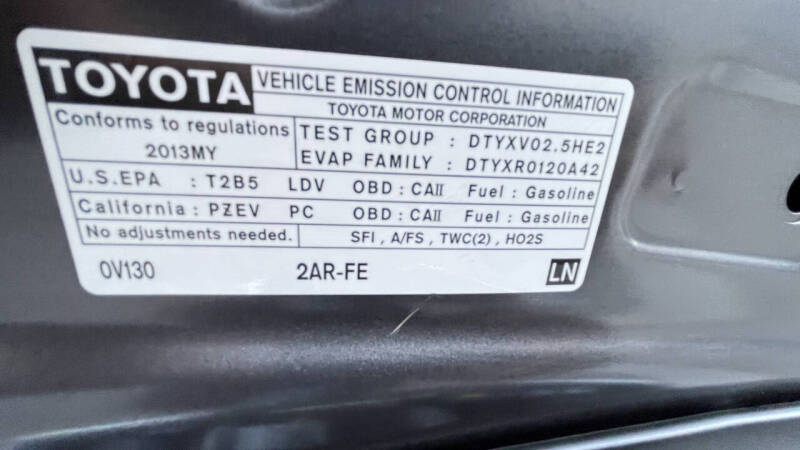 TOYOTA VEHICLE EMISSION CONTROL INFORMATION
TOYOTA MOTOR CORPORATION
Conforms to regulations
2013MY
TEST GROUP : DTYXV02.5HE2
EVAP FAMILY : DTYXR0120A42
U.S.EPA : T2B5 LDV OBD : CAII Fuel : Gasoline
California : PZEV PC OBD : CAII Fuel : Gasoline
No adjustments needed. SFI , A/FS , TWC(2) , HO2S
0V130 2AR-FE LN